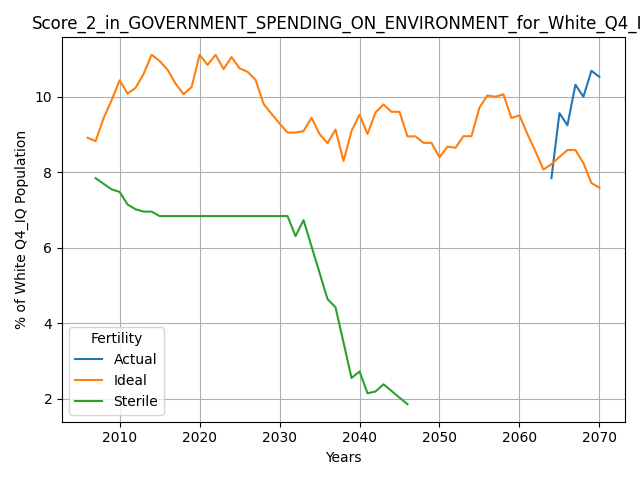 Score_2_in_GOVERNMENT_SPENDING_ON_ENVIRONMENT_for_White_Q4_I
% of White Q4_IQ Population
10
8
6
4
2
Fertility
Actual
Ideal
Sterile
2010 2020 2030 2040 2050 2060 2070
Years